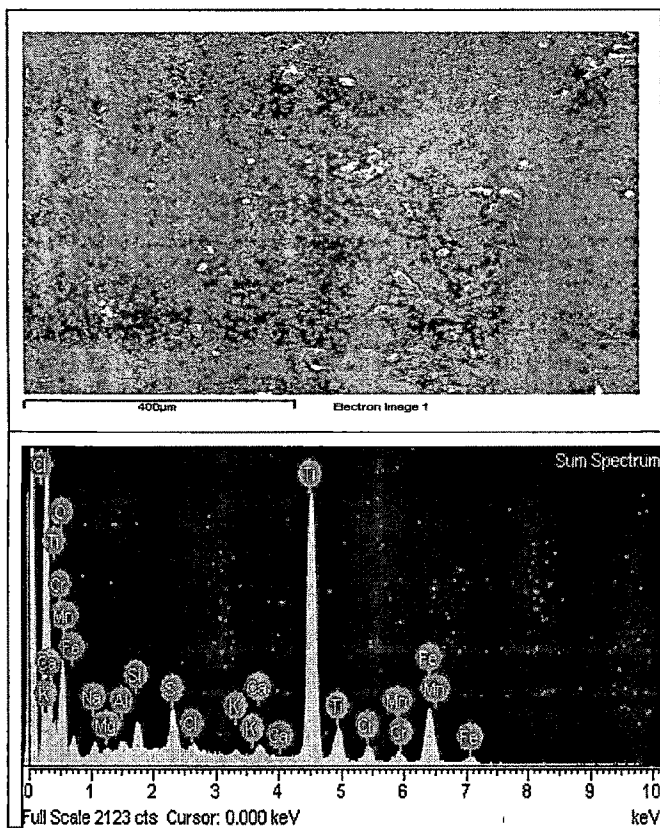 400µm
Electron Image 1
Sum Spectrum
Cl
Ti
O
Ti
Cr
Mn
Fe
Ca
K
Na
Mg
Al
Si
S
Cl
K
K
Ca
Ca
Ti
Mn
Cr
Fe
Mn
Fe
0 1 2 3 4 5 6 7 8 9 10
Full Scale 2123 cts Cursor: 0.000 keV
keV